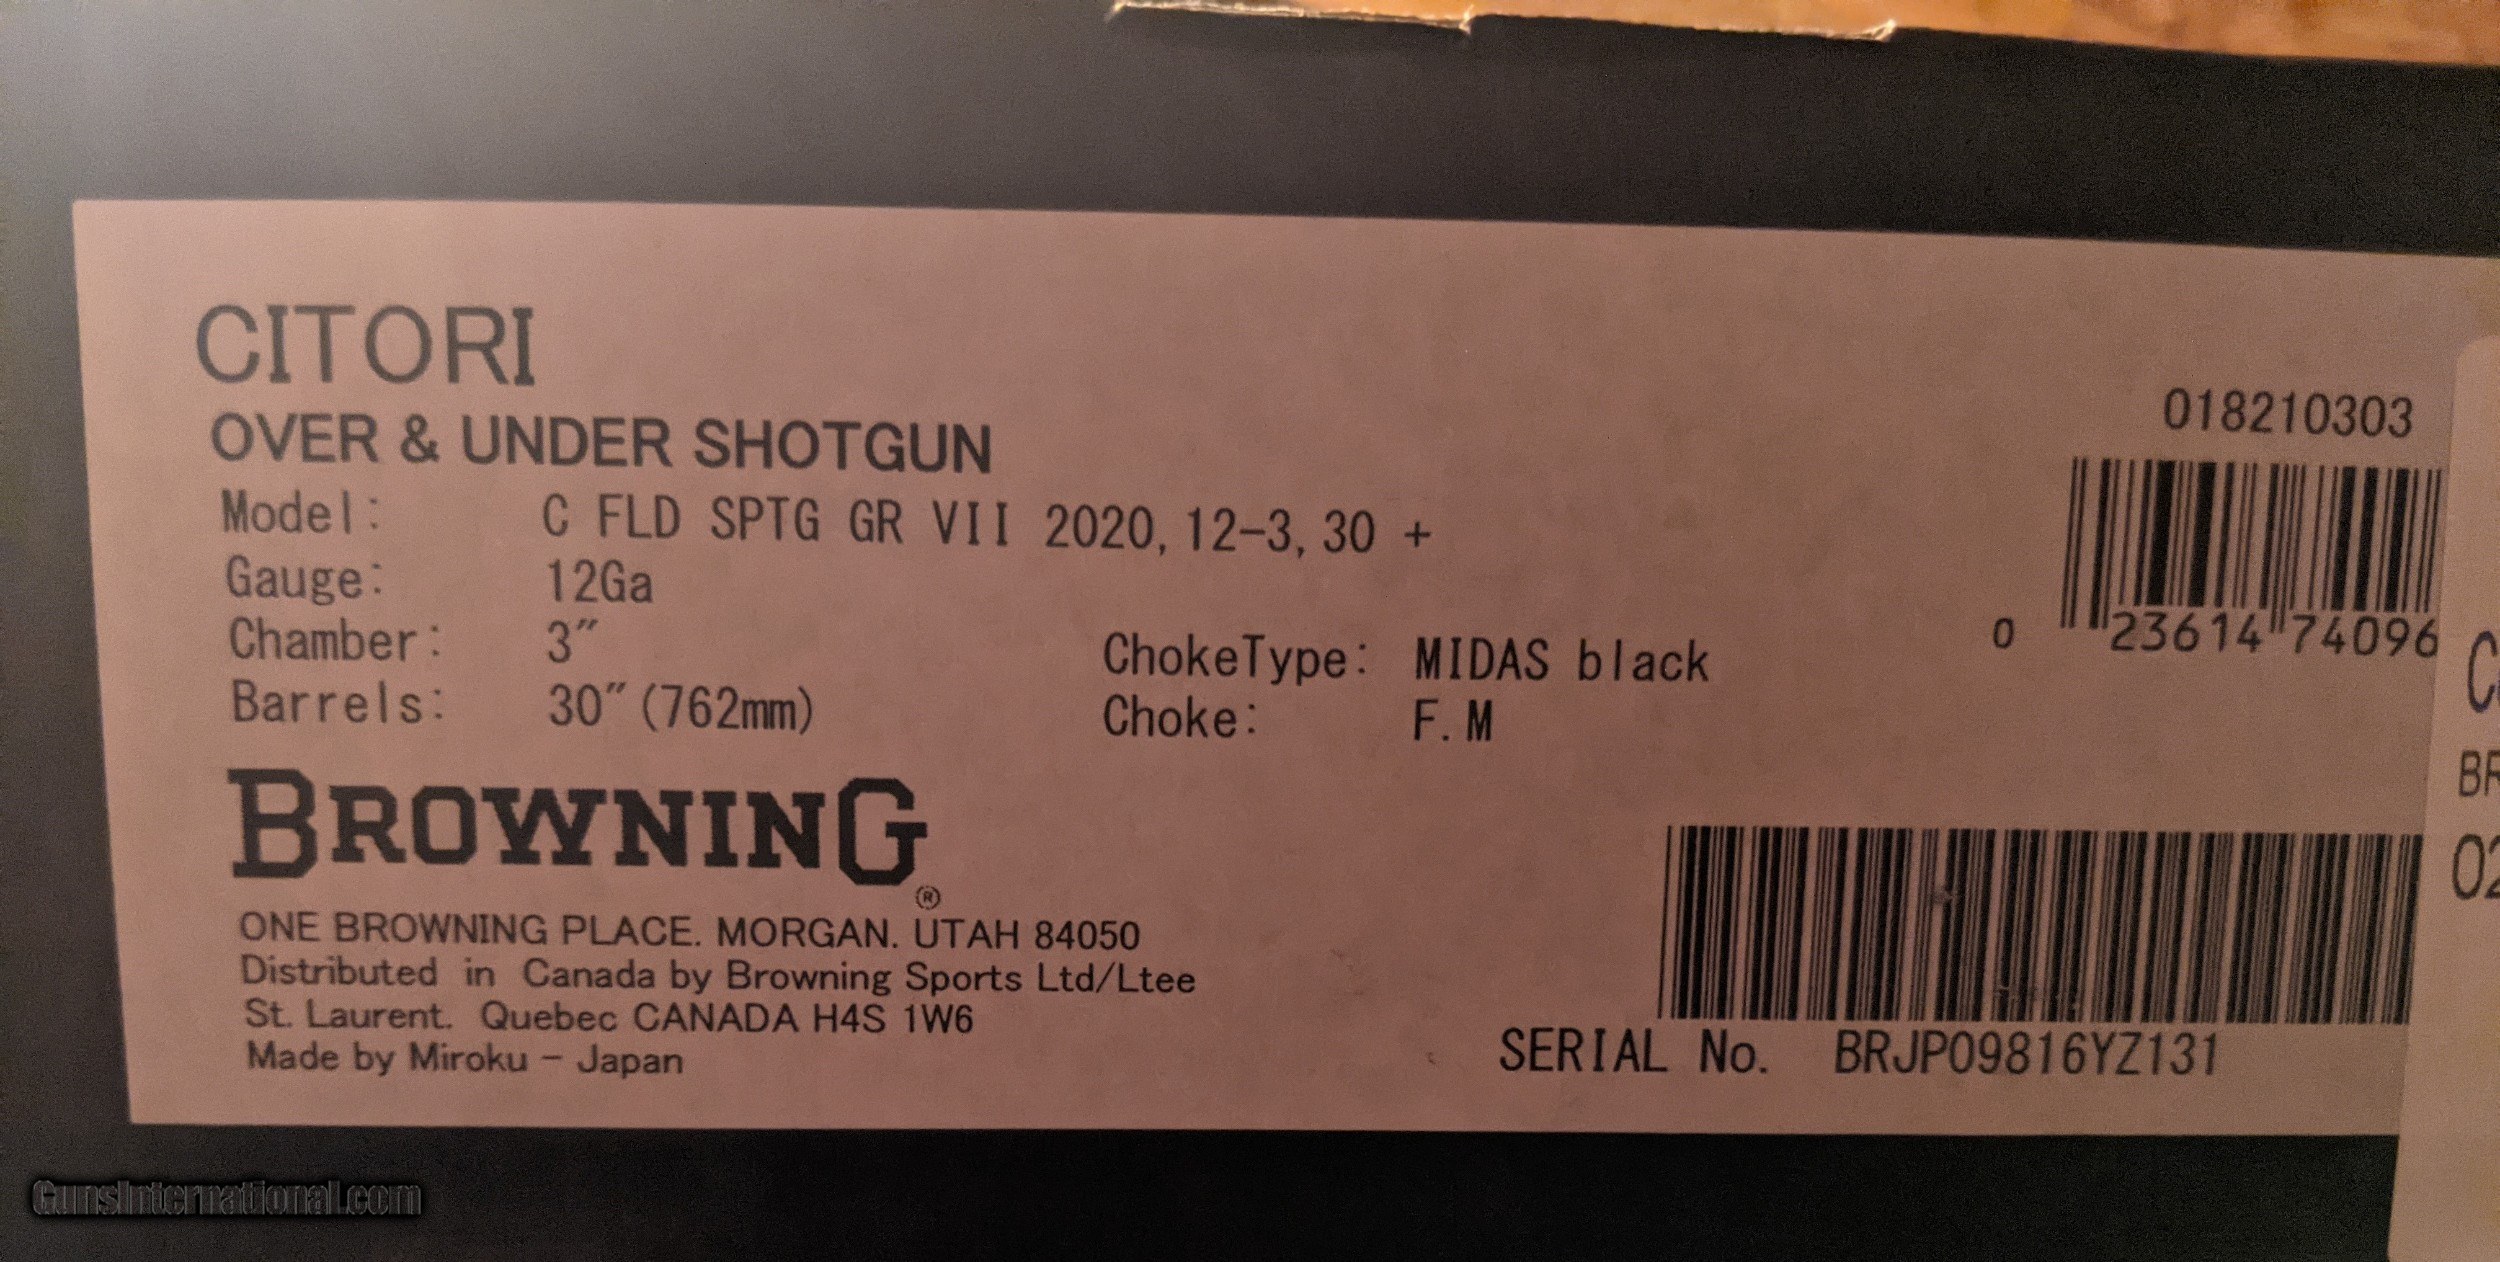 CITORI
OVER & UNDER SHOTGUN
Model: C FLD SPTG GR VII 2020, 12-3, 30 +
Gauge: 12Ga
Chamber: 3"
Barrels: 30" (762mm)
ChokeType: MIDAS black
Choke: F. M
018210303
0 23614 74096
BROWNING®
ONE BROWNING PLACE. MORGAN. UTAH 84050
Distributed in Canada by Browning Sports Ltd/Ltee
St. Laurent. Quebec CANADA H4S 1W6
Made by Miroku - Japan
SERIAL No. BRJP09816YZ131
BR
02
GunsInternational.com